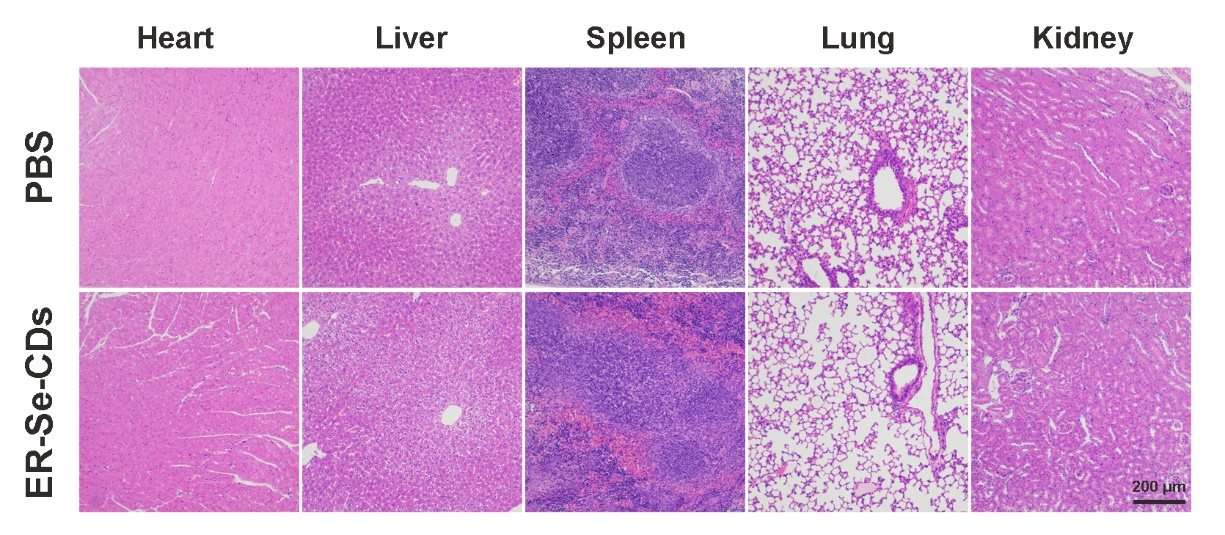 Heart Liver Spleen Lung Kidney
PBS
ER-Se-CDs
200 µm